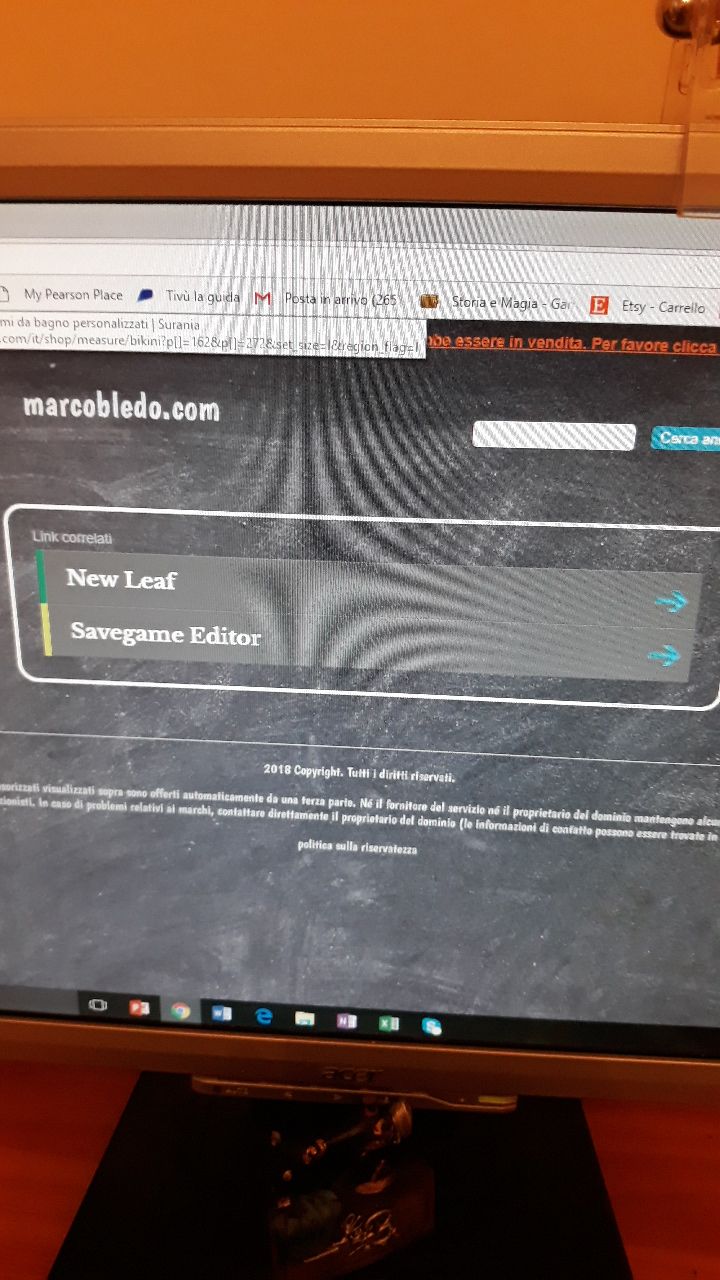 My Pearson Place Tivù la guida Posta in arrivo (265 Storia e Magia - Gar Etsy - Carrello
mi da bagno personalizzati | Surania
.com/it/shop/measure/bikini?p[]=162&p[]=272&set_size=I&region_flag=I
bbe essere in vendita. Per favore clicca
marcobledo.com
Cerca an
Link correlati
New Leaf
Savegame Editor
2018 Copyright. Tutti i diritti riservati.
sorizzati visualizzati sopra sono offerti automaticamente da una terza parte. Né il fornitore del servizio né il proprietario del dominio mantengono alcu
zionisti. In caso di problemi relativi ai marchi, contattare direttamente il proprietario del dominio (le informazioni di contatto possono essere trovate in
politica sulla riservatezza
acer